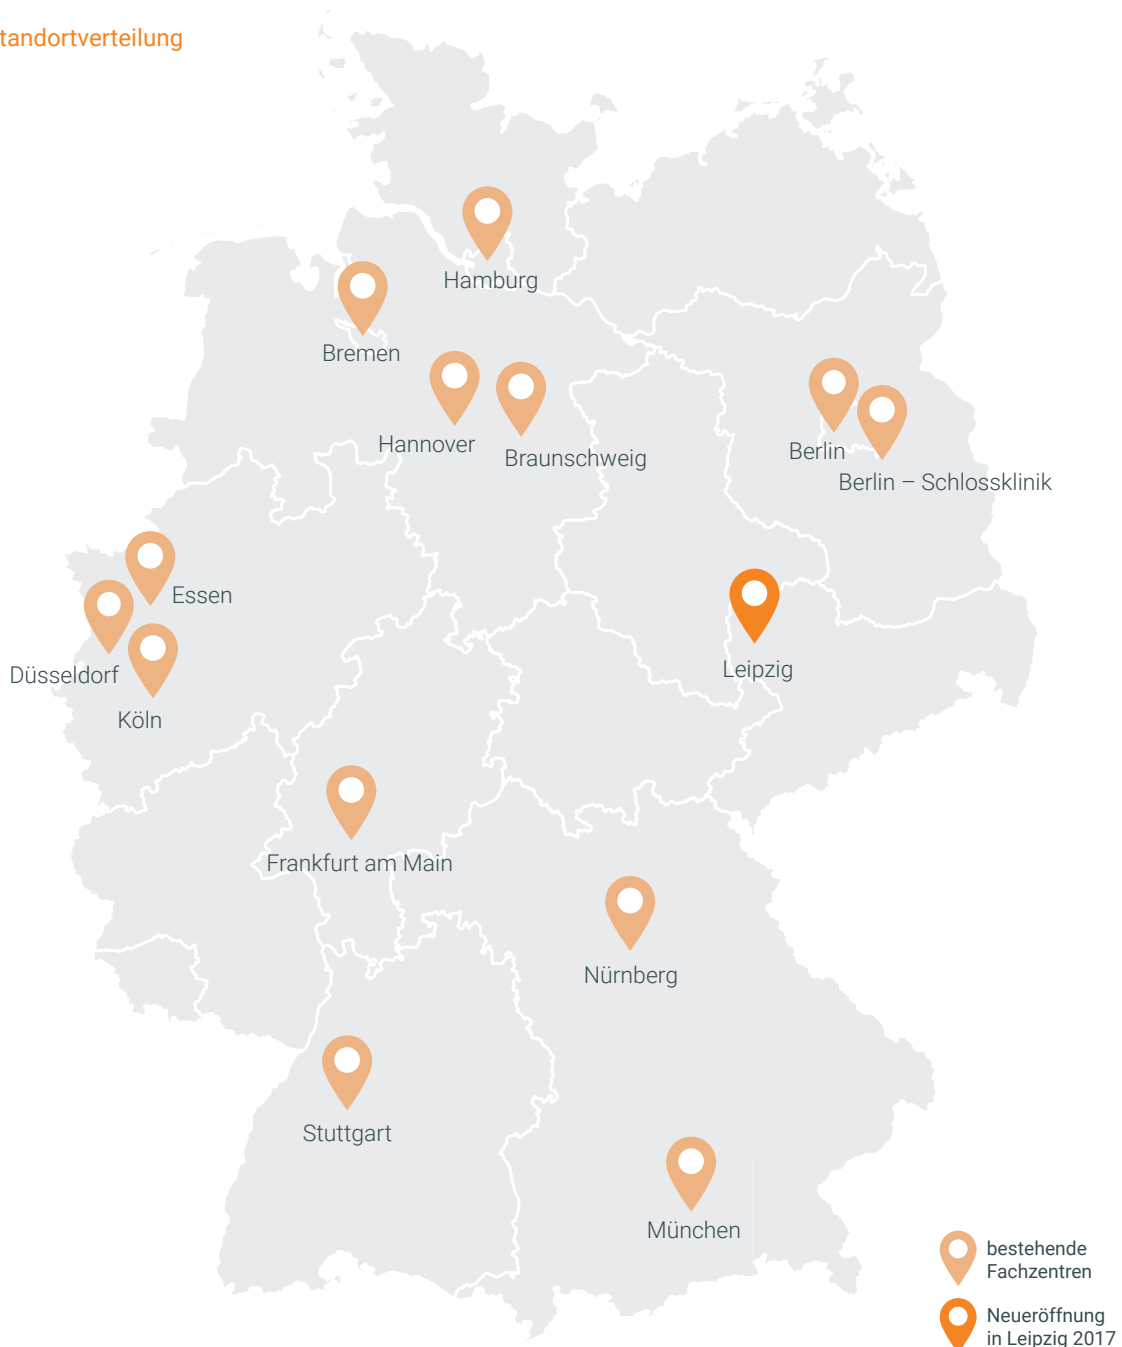 tandortverteilung
Hamburg
Bremen
Hannover
Braunschweig
Berlin
Berlin – Schlossklinik
Essen
Düsseldorf
Köln
Leipzig
Frankfurt am Main
Nürnberg
Stuttgart
München
bestehende
Fachzentren
Neueröffnung
in Leipzig 2017